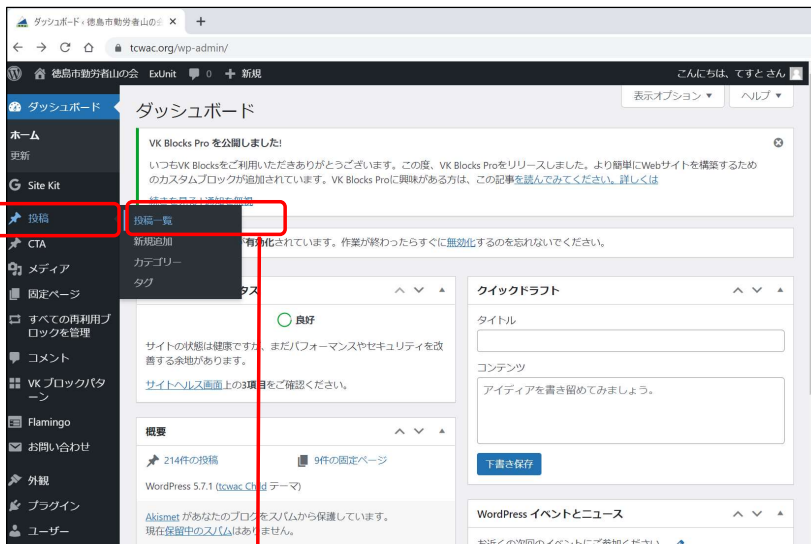 ダッシュボード ‹ 徳島市勤労者山の会
tcwac.org/wp-admin/
徳島市勤労者山の会 ExUnit 0 新規
こんにちは、てすと さん
ダッシュボード
ホーム
更新
Site Kit
投稿
CTA
メディア
固定ページ
すべての再利用ブ
ロックを管理
コメント
VK ブロックパタ
ーン
Flamingo
お問い合わせ
外観
プラグイン
ユーザー
投稿一覧
新規追加
カテゴリー
タグ
表示オプション ▼ ヘルプ ▼
ダッシュボード
VK Blocks Pro を公開しました!
いつもVK Blocksをご利用いただきありがとうございます。この度、VK Blocks Proをリリースしました。より簡単にWebサイトを構築するため
のカスタムブロックが追加されています。VK Blocks Proに興味がある方は、この記事を読んでみてください。詳しくは
有効化されています。作業が終わったらすぐに無効化するのを忘れないでください。
タス
良好
サイトの状態は健康ですが、まだパフォーマンスやセキュリティを改
善する余地があります。
サイトヘルス画面上の3項目をご確認ください。
概要
214件の投稿 9件の固定ページ
WordPress 5.7.1 (tcwac Child テーマ)
Akismet があなたのブログをスパムから保護しています。
現在保留中のスパムはありません。
クイックドラフト
タイトル
コンテンツ
アイディアを書き留めてみましょう。
下書き保存
WordPress イベントとニュース
お近くの次回のイベントにご参加ください。